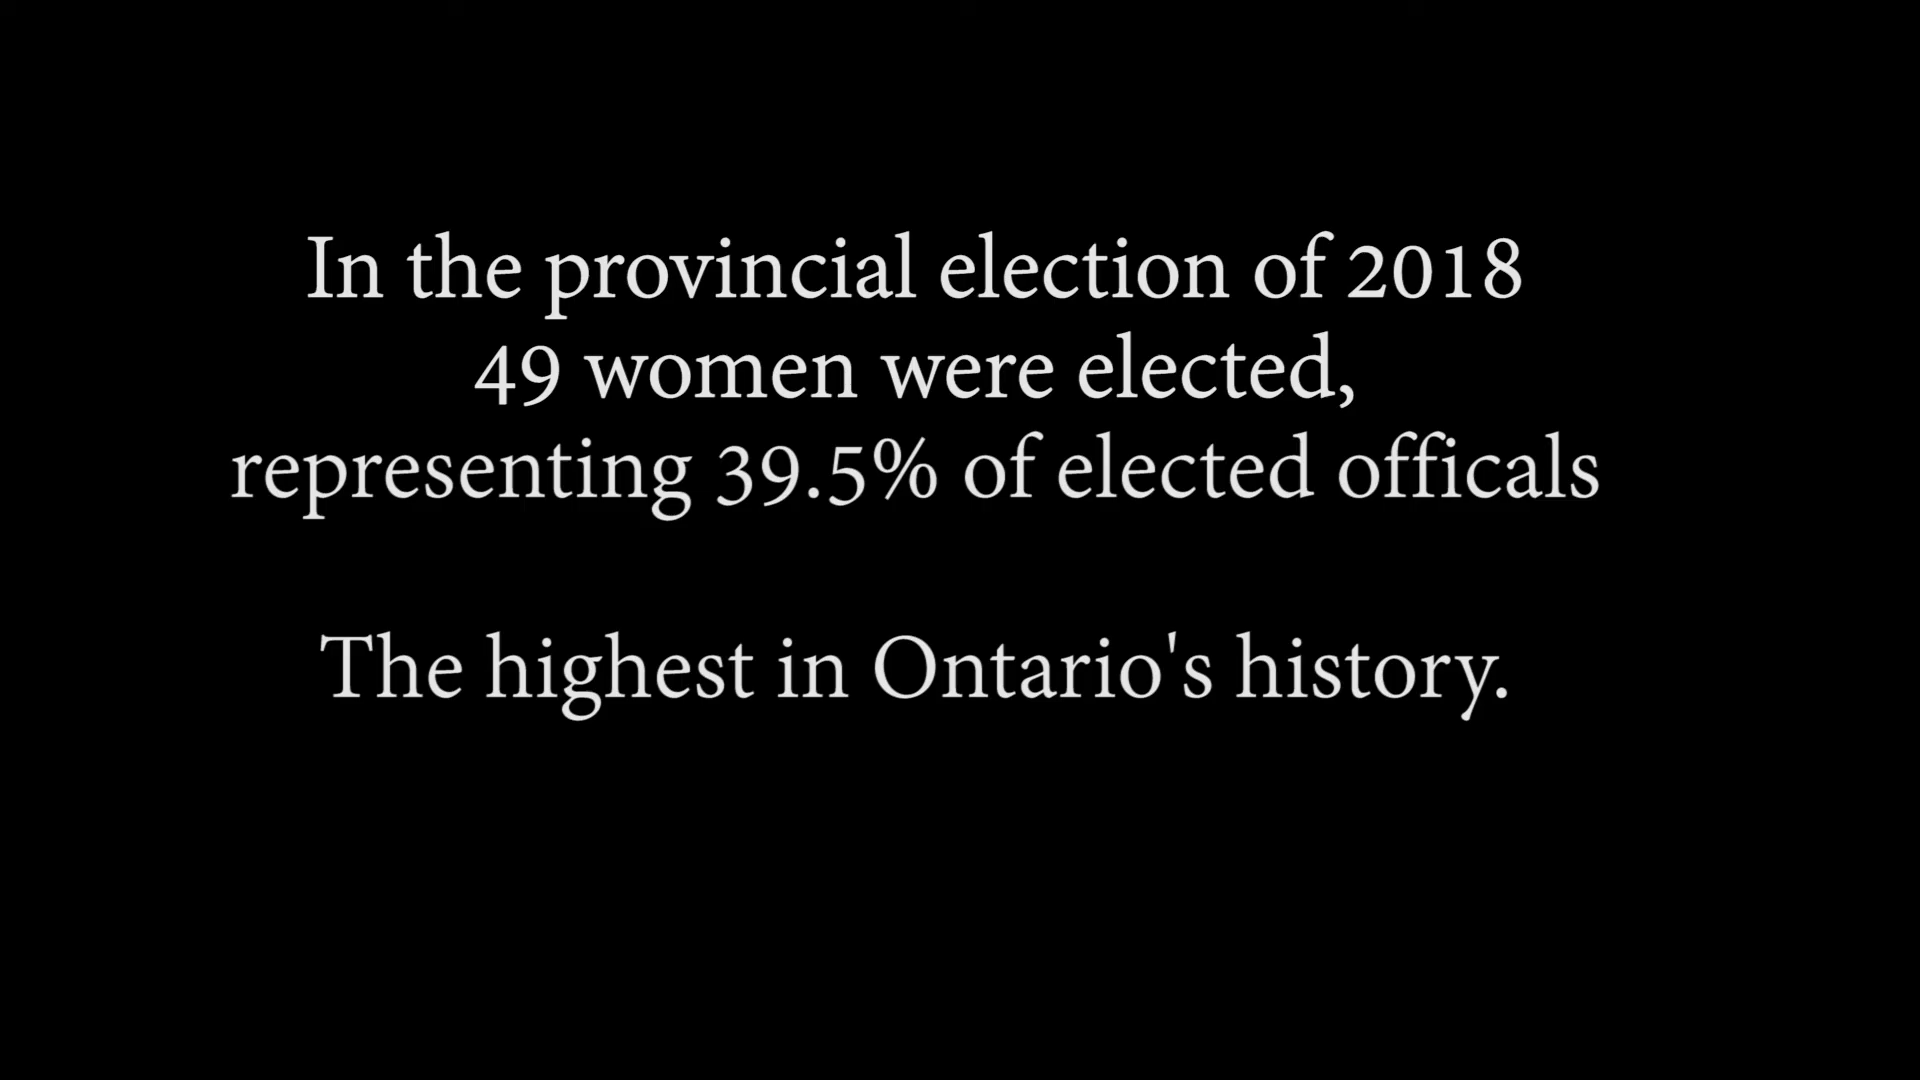 In the provincial election of 2018
49 women were elected,
representing 39.5% of elected officals
The highest in Ontario's history.